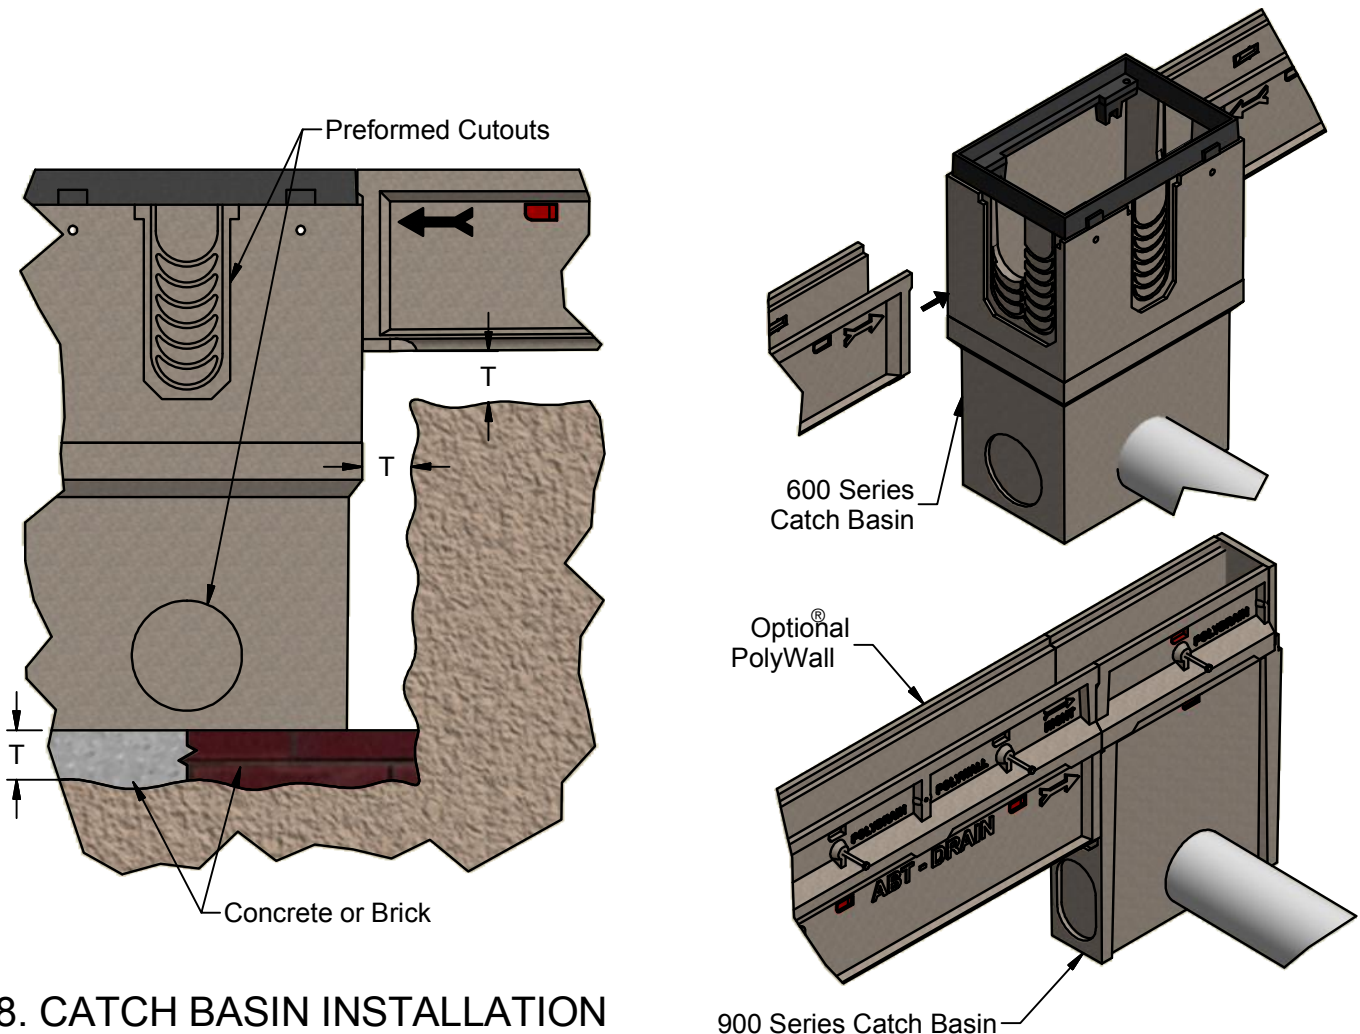 Preformed Cutouts
T
T
T
Concrete or Brick
8. CATCH BASIN INSTALLATION
600 Series
Catch Basin
Optional®
PolyWall
POLYDRAIN
RIGHT
POLYWALL
POLYDRAIN
ABT - DRAIN
900 Series Catch Basin